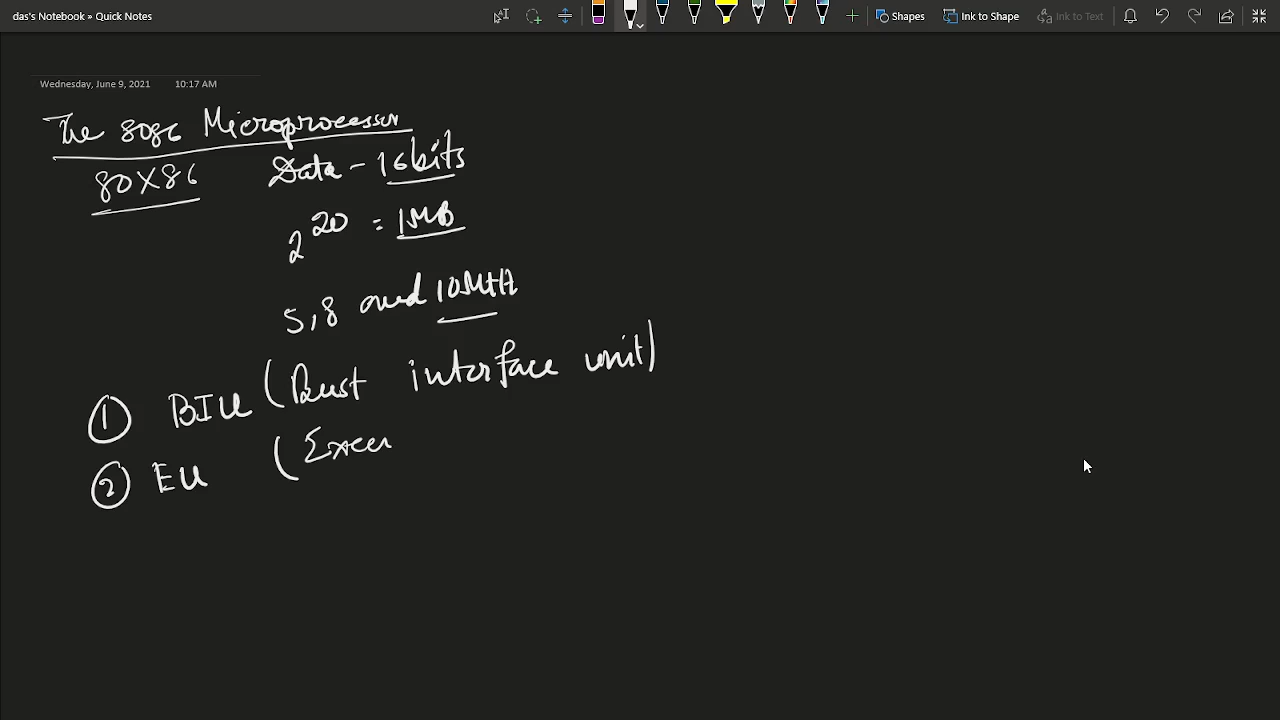 das's Notebook » Quick Notes
Shapes
Ink to Shape
Ink to Text
Wednesday, June 9, 2021 10:17 AM
The 8086 Microprocessor
80X86 Data - 16bits
2^20 = 1MB
5,8 and 10MHz
① BIU (Bust interface unit)
② EU (Execu